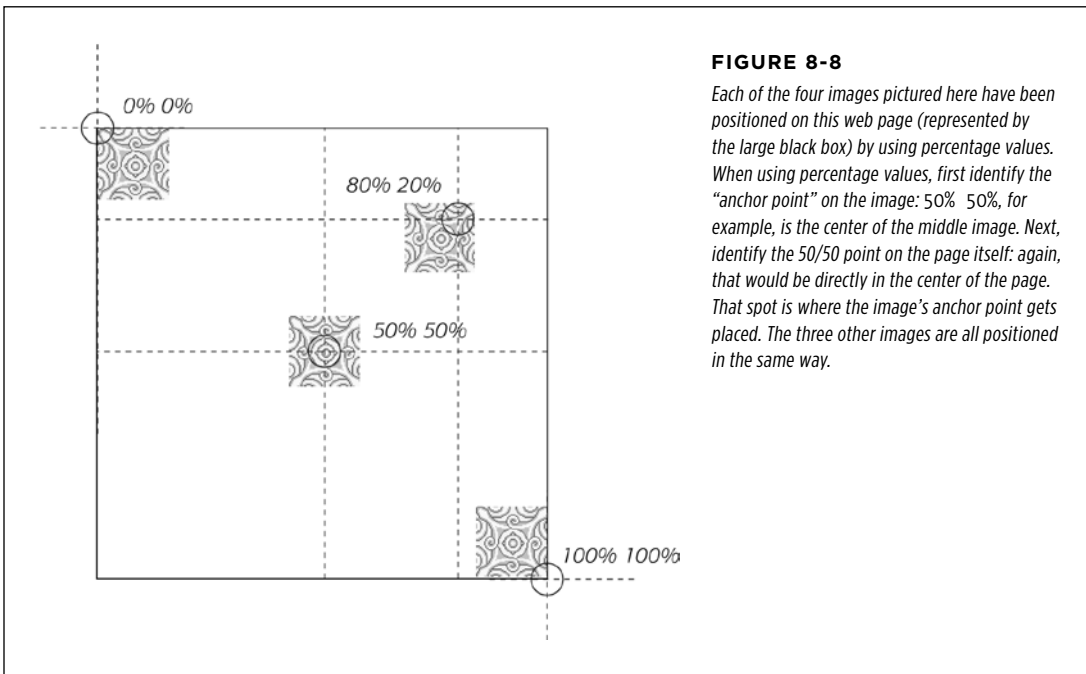 0% 0%
80% 20%
50% 50%
100% 100%
FIGURE 8-8
Each of the four images pictured here have been
positioned on this web page (represented by
the large black box) by using percentage values.
When using percentage values, first identify the
“anchor point” on the image: 50% 50%, for
example, is the center of the middle image. Next,
identify the 50/50 point on the page itself: again,
that would be directly in the center of the page.
That spot is where the image’s anchor point gets
placed. The three other images are all positioned
in the same way.